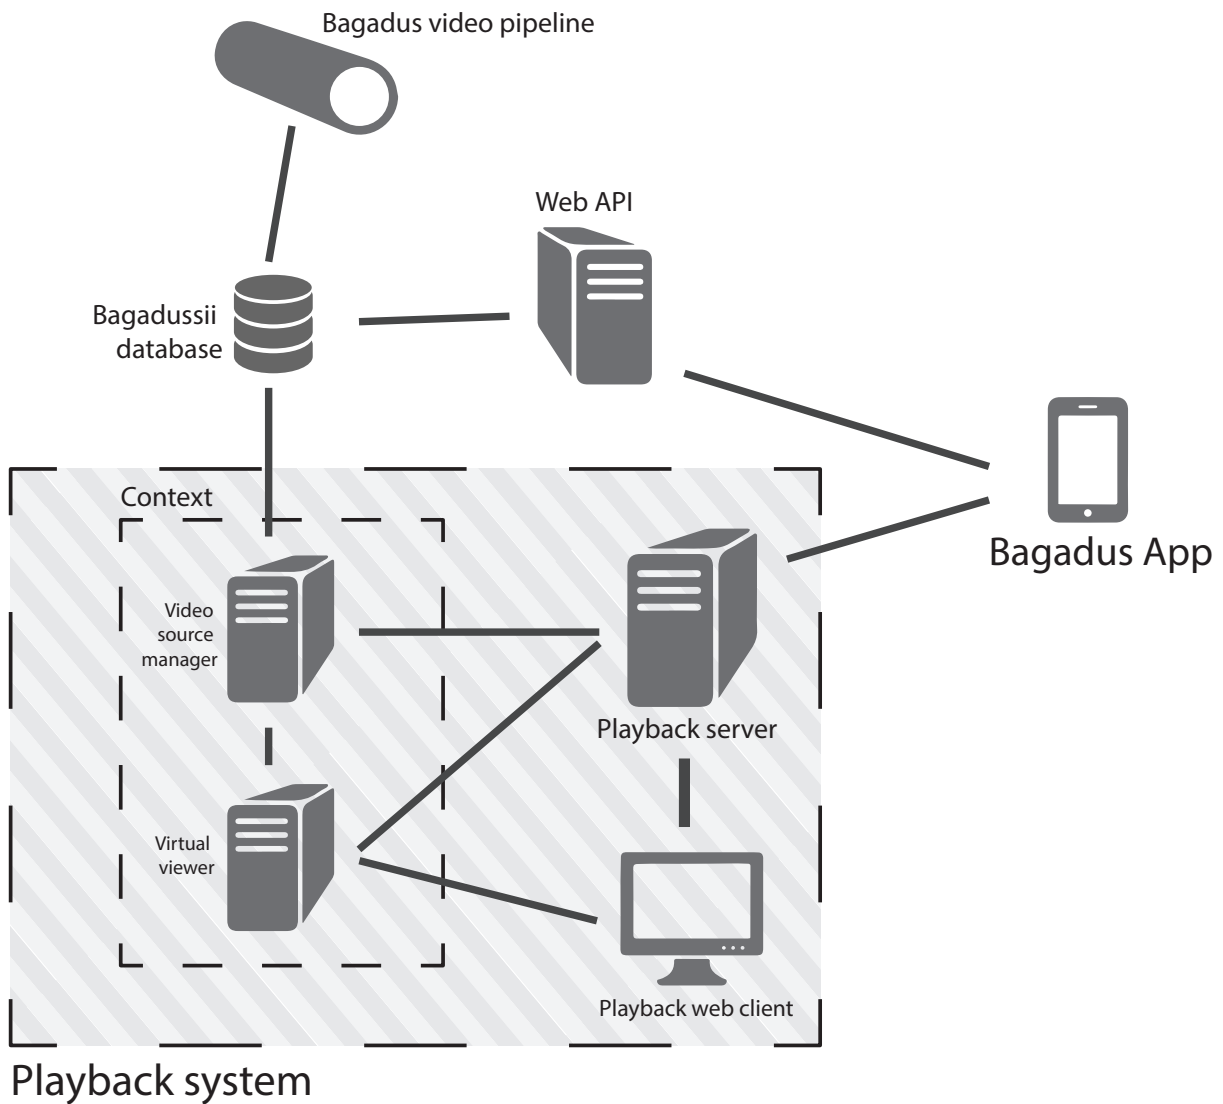 Bagadus video pipeline
Web API
Bagadussii
database
Bagadus App
Context
Video
source
manager
Playback server
Virtual
viewer
Playback web client
Playback system